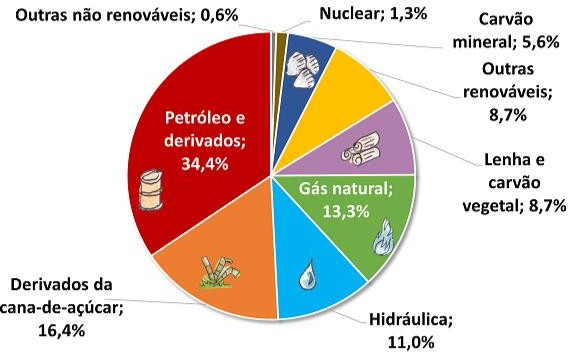 Outras não renováveis; 0,6%
Nuclear; 1,3%
Carvão
mineral; 5,6%
Outras
renováveis;
8,7%
Lenha e
carvão
vegetal; 8,7%
Gás natural;
13,3%
Hidráulica;
11,0%
Derivados da
cana-de-açúcar;
16,4%
Petróleo e
derivados;
34,4%